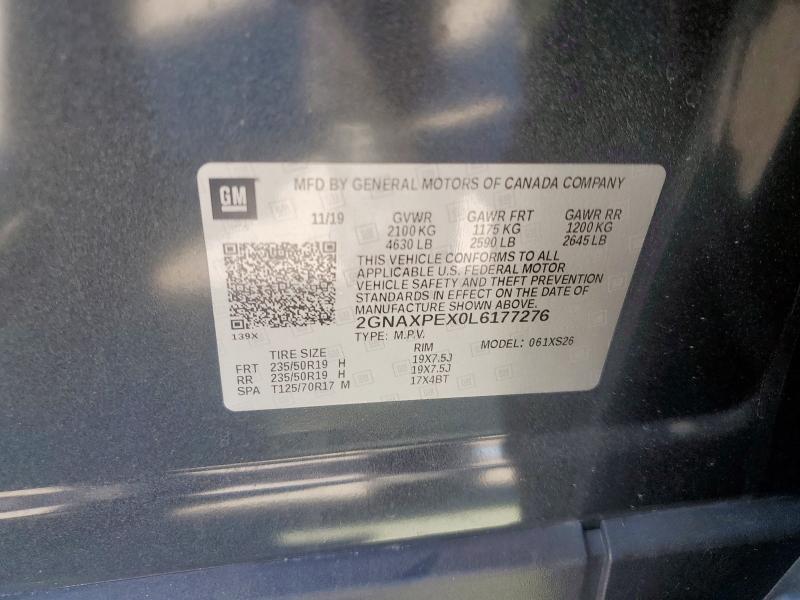 GM MFD BY GENERAL MOTORS OF CANADA COMPANY
11/19 GVWR GAWR FRT GAWR RR
2100 KG 1175 KG 1200 KG
4630 LB 2590 LB 2645 LB
THIS VEHICLE CONFORMS TO ALL
APPLICABLE U.S. FEDERAL MOTOR
VEHICLE SAFETY AND THEFT PREVENTION
STANDARDS IN EFFECT ON THE DATE OF
MANUFACTURE SHOWN ABOVE.
2GNAXPEX0L6177276
139X
TYPE: M.P.V. MODEL: 061XS26
TIRE SIZE RIM
FRT 235/50R19 H 19X7.5J
RR 235/50R19 H 19X7.5J
SPA T125/70R17 M 17X4BT